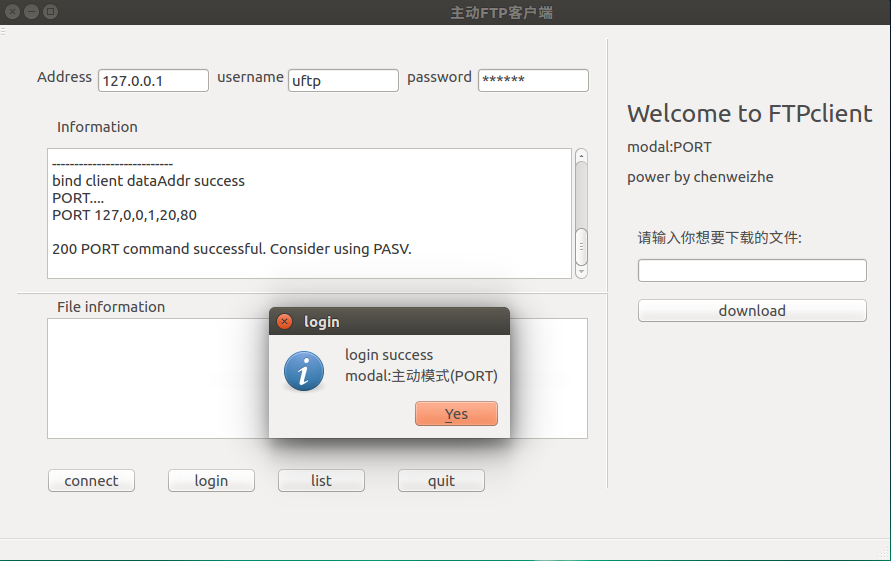 主动FTP客户端
Address 127.0.0.1 username uftp password ******
Information
---------------------------
bind client dataAddr success
PORT....
PORT 127,0,0,1,20,80
200 PORT command successful. Consider using PASV.
File information
login
login success
modal:主动模式(PORT)
Yes
connect login list quit
Welcome to FTPclient
modal:PORT
power by chenweizhe
请输入你想要下载的文件:
download